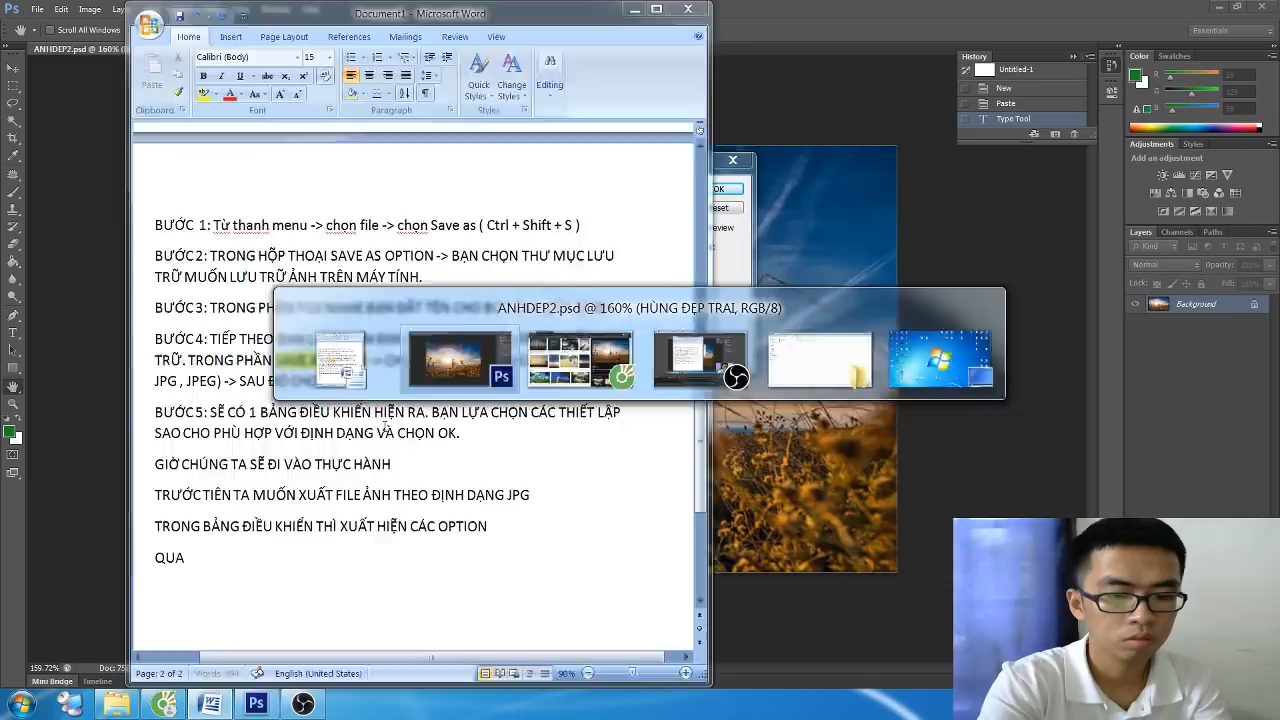 File Edit Image
Document1 - Microsoft Word
Scroll All Windows
Essentials
ANHDEP2.psd @ 160% (H
Home Insert Page Layout References Mailings Review View
Calibri (Body) 15
Paste
Quick Styles
Change Styles
Editing
Clipboard Font Paragraph Styles
History
Untitled-1
New
Paste
Type Tool
Color Swatches
R
G
B
Adjustments Styles
Add an adjustment
Layers Channels Paths
Kind
Normal Opacity:
Background
OK
BƯỚC 1: Từ thanh menu -> chọn file -> chọn Save as ( Ctrl + Shift + S )
BƯỚC 2: TRONG HỘP THOẠI SAVE AS OPTION -> BẠN CHỌN THƯ MỤC LƯU
TRỮ MUỐN LƯU TRỮ ẢNH TRÊN MÁY TÍNH.
BƯỚC 3: TRONG PH
ANHDEP2.psd @ 160% (HÙNG ĐẸP TRAI, RGB/8)
BƯỚC 4: TIẾP THEO
TRỮ. TRONG PHẦN
JPG , JPEG) -> SAU Đ
BƯỚC 5: SẼ CÓ 1 BẢNG ĐIỀU KHIỂN HIỆN RA. BẠN LỰA CHỌN CÁC THIẾT LẬP
SAO CHO PHÙ HỢP VỚI ĐỊNH DẠNG VÀ CHỌN OK.
GIỜ CHÚNG TA SẼ ĐI VÀO THỰC HÀNH
TRƯỚC TIÊN TA MUỐN XUẤT FILE ẢNH THEO ĐỊNH DẠNG JPG
TRONG BẢNG ĐIỀU KHIỂN THÌ XUẤT HIỆN CÁC OPTION
QUA
159.72% Doc: 75
Page: 2 of 2 English (United States) 90%
Mini Bridge Timeline